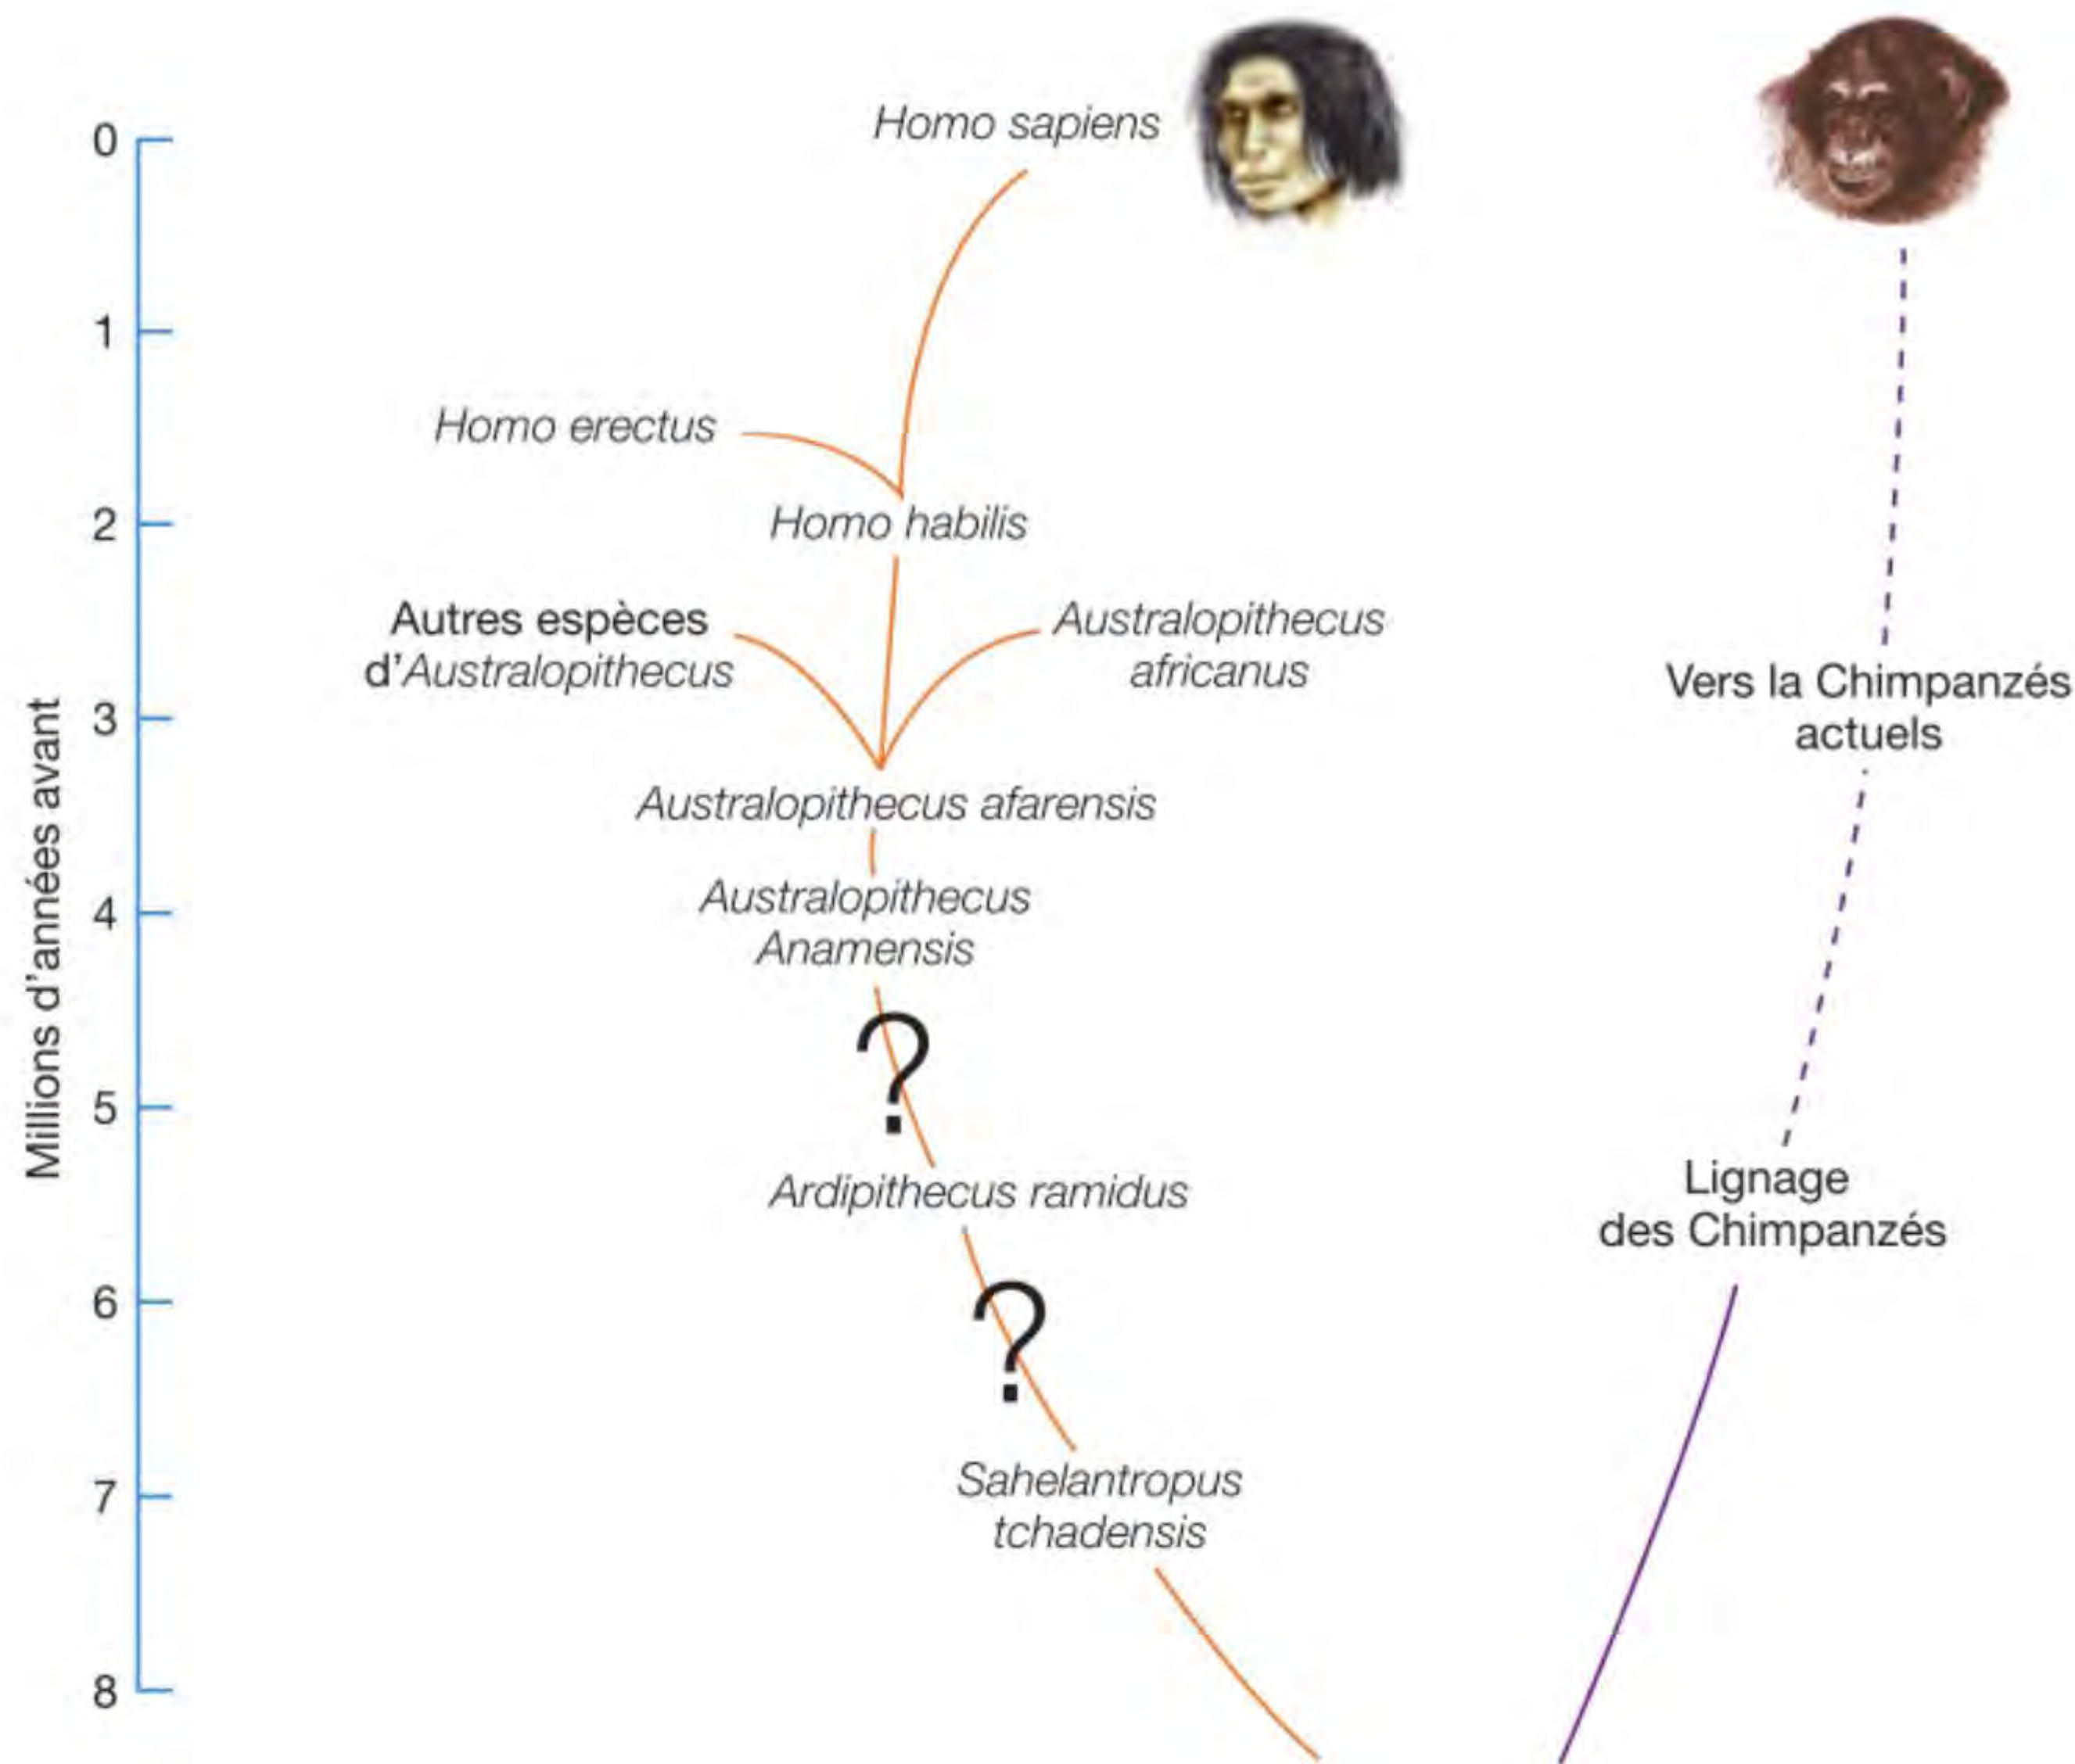 Homo sapiens
0
1
Homo erectus
2
Homo habilis
Autres espèces
d'Australopithecus
Australopithecus
africanus
Vers la Chimpanzés
actuels
3
Millions d'années avant
Australopithecus afarensis
4
Australopithecus
Anamensis
?
5
Ardipithecus ramidus
Lignage
des Chimpanzés
6
?
7
Sahelantropus
tchadensis
8